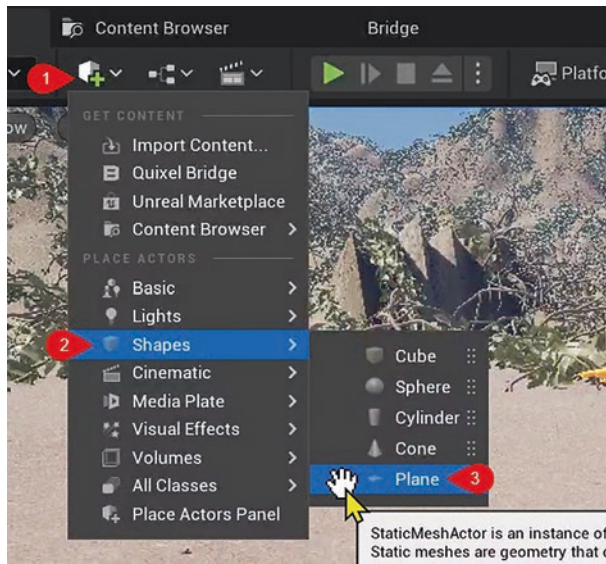 Content Browser
Bridge
1
Platfo
ow
GET CONTENT
Import Content...
Quixel Bridge
Unreal Marketplace
Content Browser
PLACE ACTORS
Basic
Lights
2 Shapes
Cinematic
Media Plate
Visual Effects
Volumes
All Classes
Place Actors Panel
Cube
Sphere
Cylinder
Cone
Plane 3
StaticMeshActor is an instance of
Static meshes are geometry that